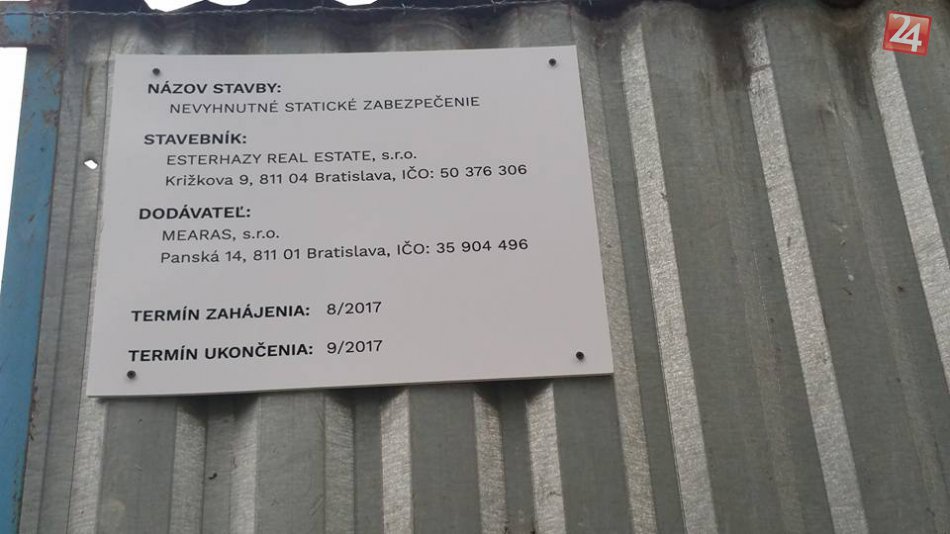 24
NÁZOV STAVBY:
NEVYHNUTNÉ STATICKÉ ZABEZPEČENIE
STAVEBNÍK:
ESTERHAZY REAL ESTATE, s.r.o.
Križkova 9, 811 04 Bratislava, IČO: 50 376 306
DODÁVATEĽ:
MEARAS, s.r.o.
Panská 14, 811 01 Bratislava, IČO: 35 904 496
TERMÍN ZAHÁJENIA: 8/2017
TERMÍN UKONČENIA: 9/2017